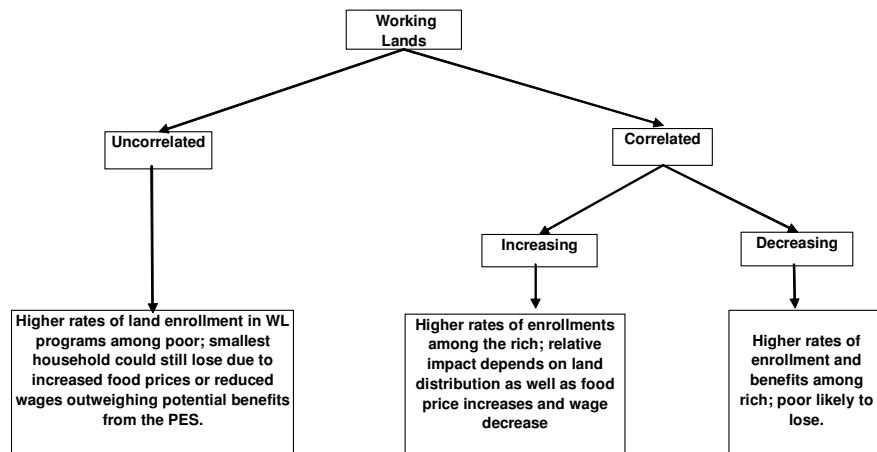 Working
Lands
Uncorrelated
Correlated
Increasing
Decreasing
Higher rates of land enrollment in WL
programs among poor; smallest
household could still lose due to
increased food prices or reduced
wages outweighing potential benefits
from the PES.
Higher rates of enrollments
among the rich; relative
impact depends on land
distribution as well as food
price increases and wage
decrease
Higher rates of
enrollment and
benefits among
rich; poor likely to
lose.